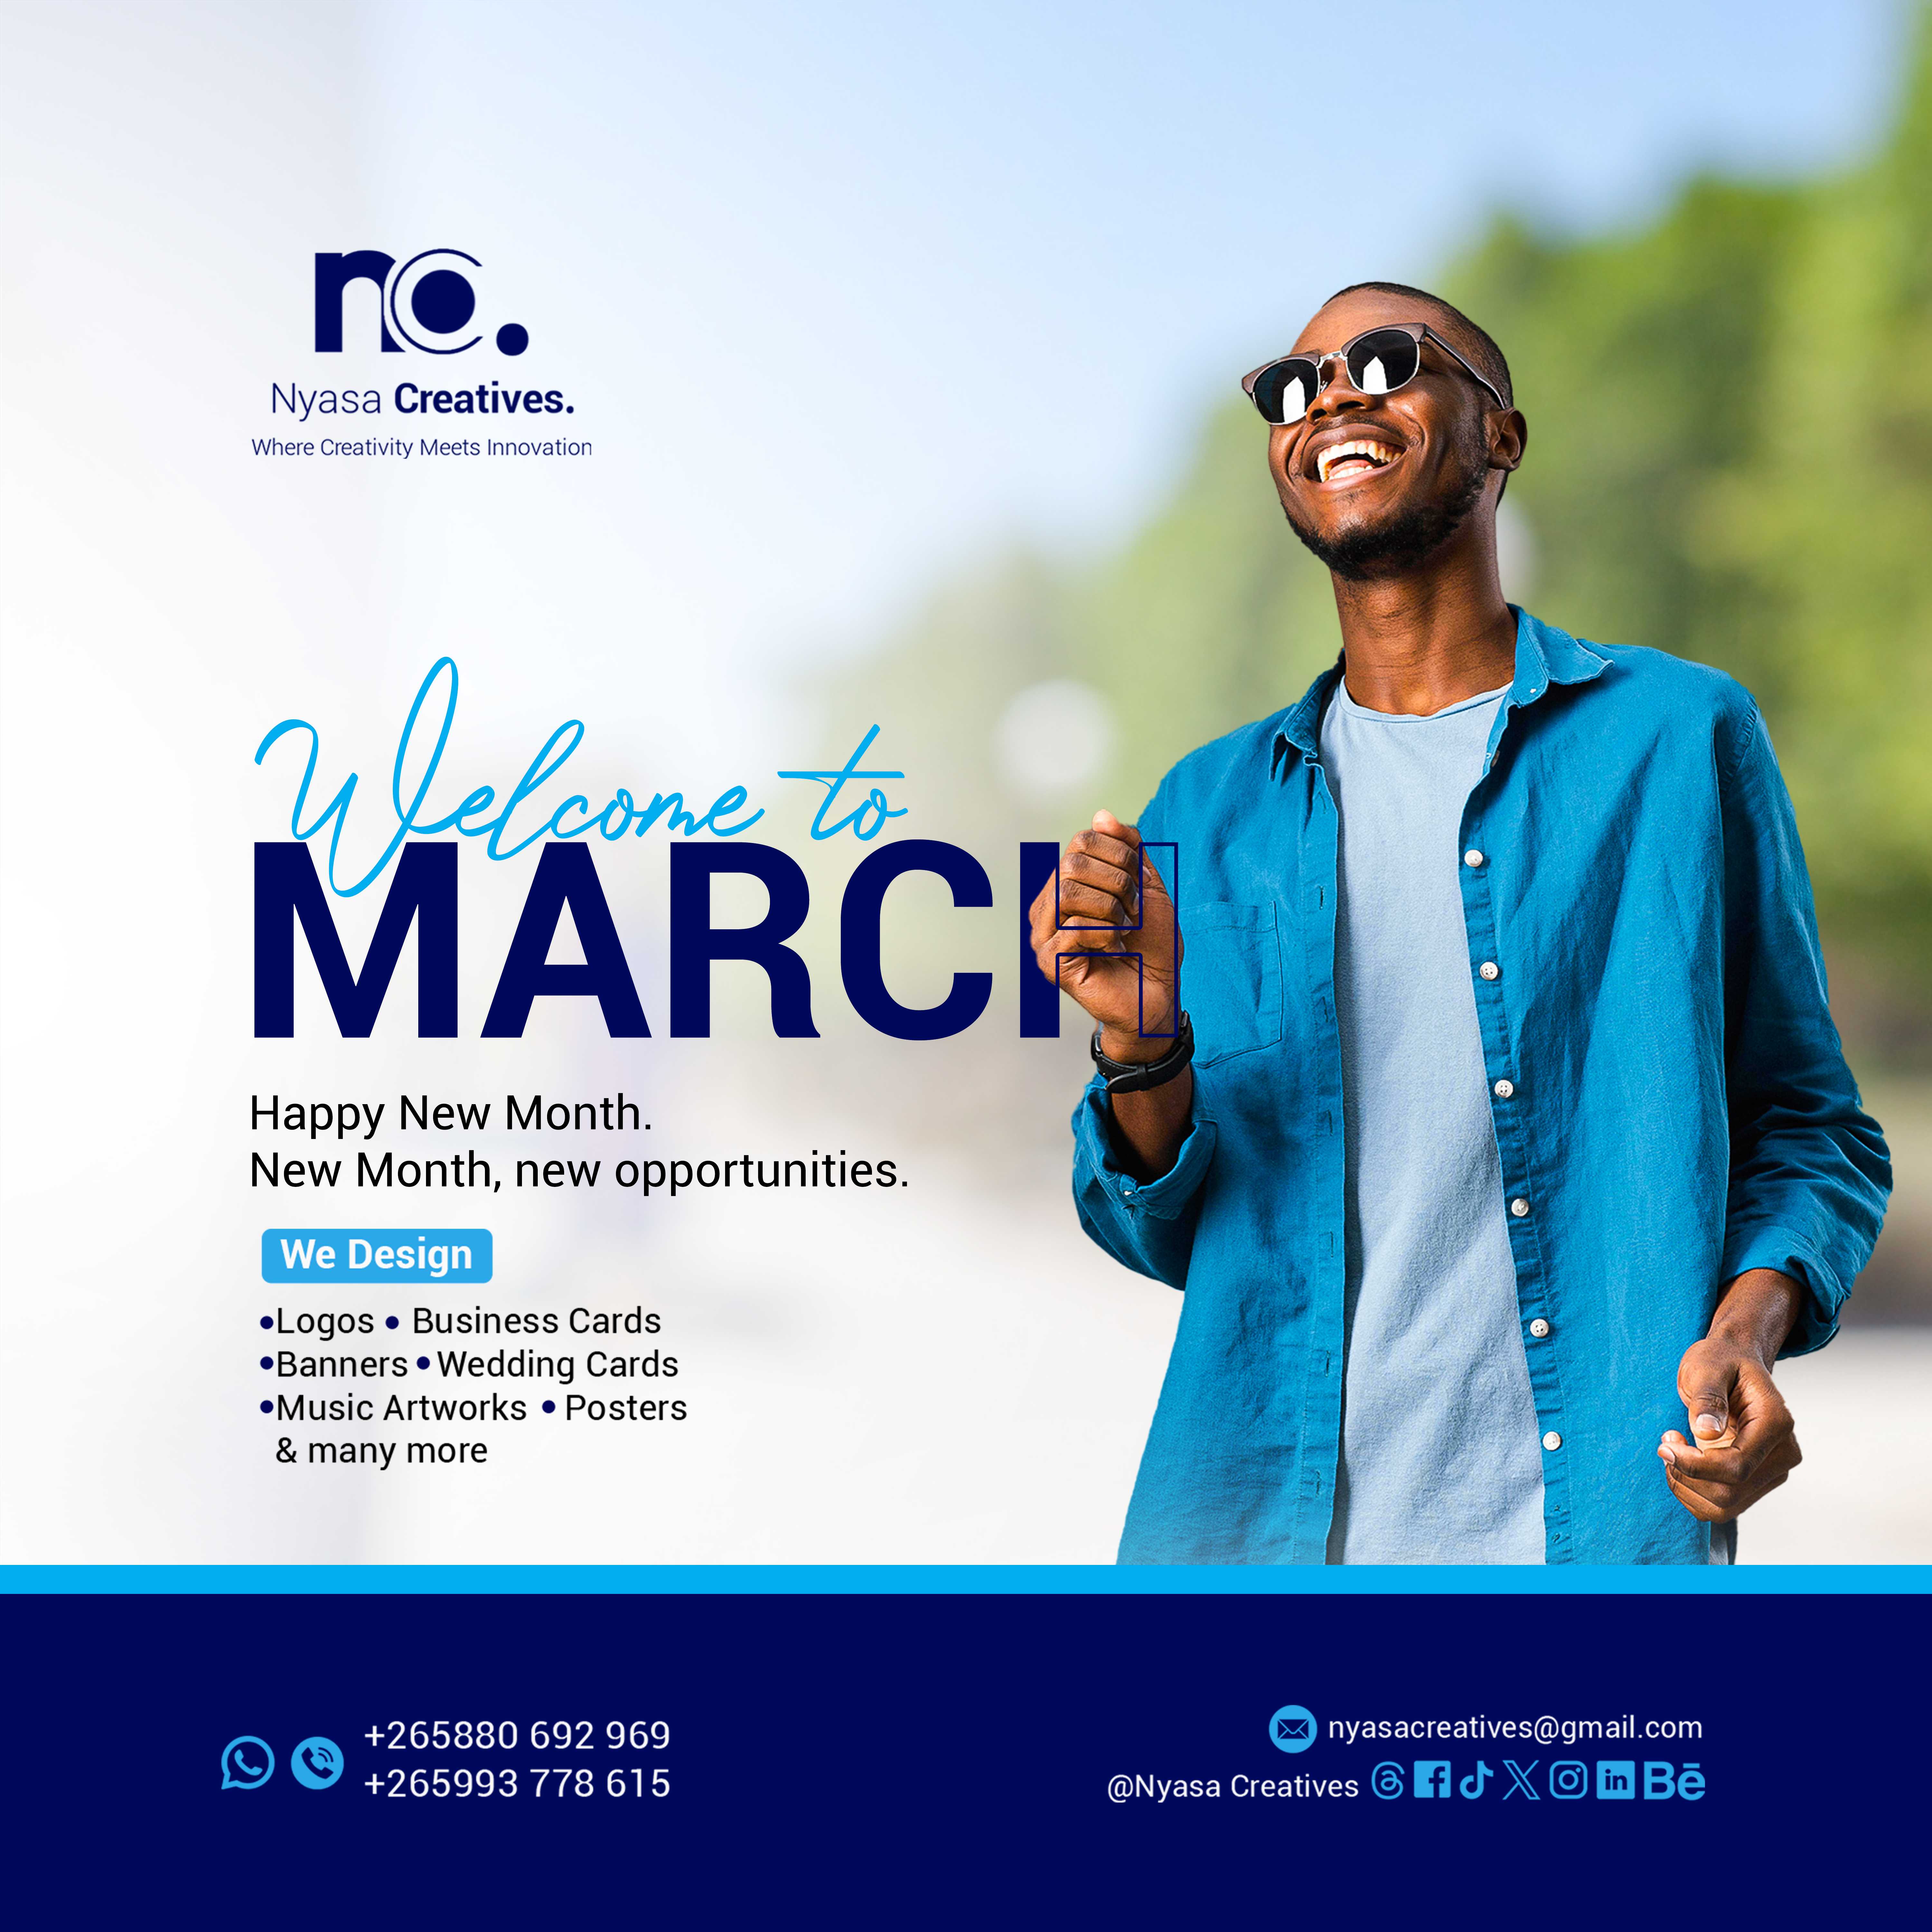 nc.
Nyasa Creatives.
Where Creativity Meets Innovation
Welcome to
MARCH
Happy New Month.
New Month, new opportunities.
We Design
•Logos • Business Cards
•Banners • Wedding Cards
•Music Artworks • Posters
& many more
+265880 692 969
+265993 778 615
nyasacreatives@gmail.com
@Nyasa Creatives in Bē